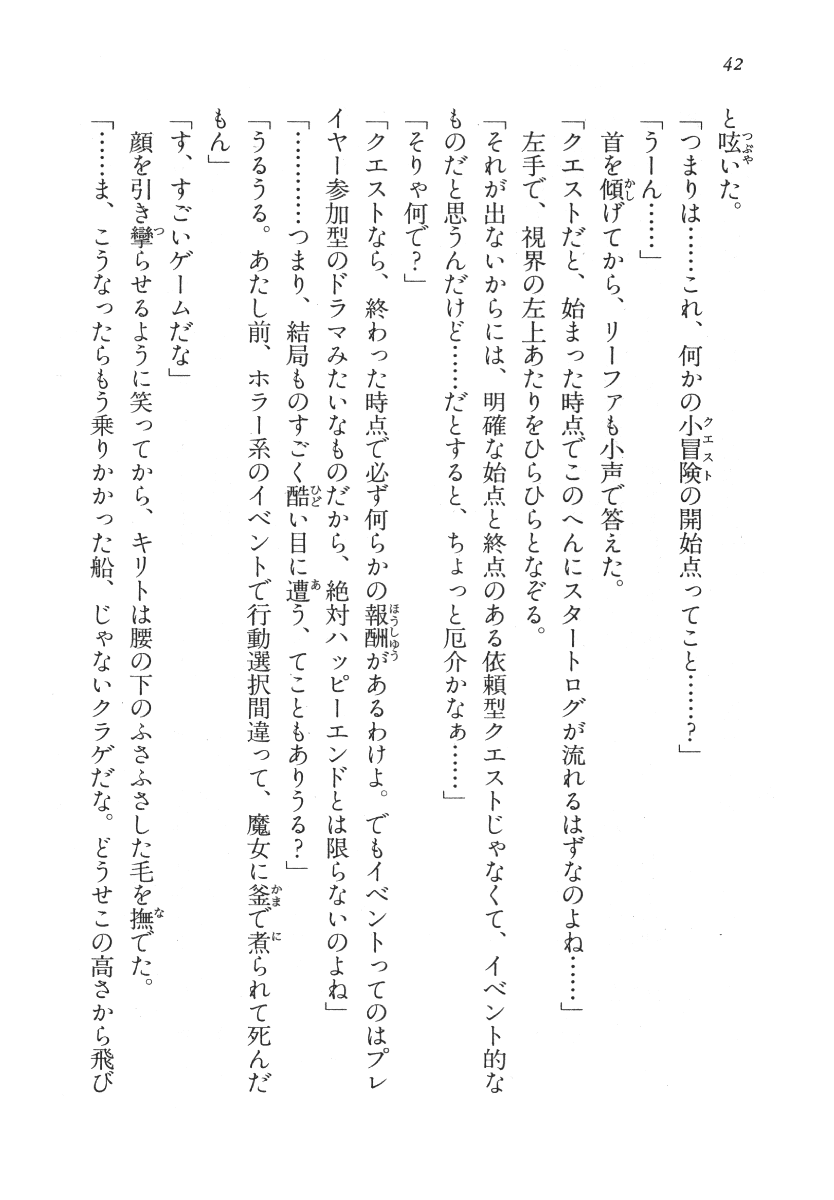 42
と呟いた。
「つまりは……これ、何かの小冒険の開始点ってこと……？」
「うーん……」
首を傾げてから、リーファも小声で答えた。
「クエストだと、始まった時点でこのへんにスタートログが流れるはずなのよね……」
左手で、視界の左上あたりをひらひらとなぞる。
「それが出ないからには、明確な始点と終点のある依頼型クエストじゃなくて、イベント的な
ものだと思うんだけど……だとすると、ちょっと厄介かなぁ……」
「そりゃ何で？」
「クエストなら、終わった時点で必ず何らかの報酬があるわけよ。でもイベントってのはプレ
イヤー参加型のドラマみたいなものだから、絶対ハッピーエンドとは限らないのよね」
「…………つまり、結局ものすごく酷い目に遭う、てこともありうる？」
「うるうる。あたし前、ホラー系のイベントで行動選択間違って、魔女に釜で煮られて死んだ
もん」
「す、すごいゲームだな」
顔を引き攣らせるように笑ってから、キリトは腰の下のふさふさした毛を撫でた。
「……ま、こうなったらもう乗りかかった船、じゃないクラゲだな。どうせこの高さから飛び